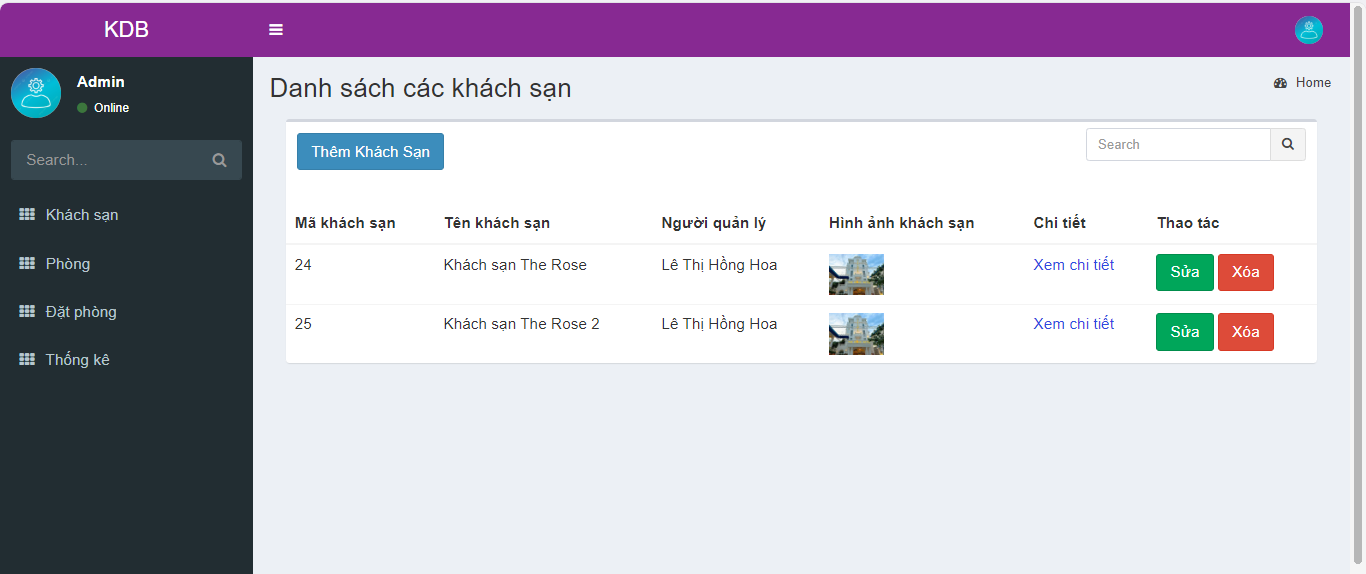 KDB
Admin
Online
Search...
Khách sạn
Phòng
Đặt phòng
Thống kê
Danh sách các khách sạn
Home
Thêm Khách Sạn
Search
Mã khách sạn Tên khách sạn Người quản lý Hình ảnh khách sạn Chi tiết Thao tác
24 Khách sạn The Rose Lê Thị Hồng Hoa Xem chi tiết Sửa Xóa
25 Khách sạn The Rose 2 Lê Thị Hồng Hoa Xem chi tiết Sửa Xóa